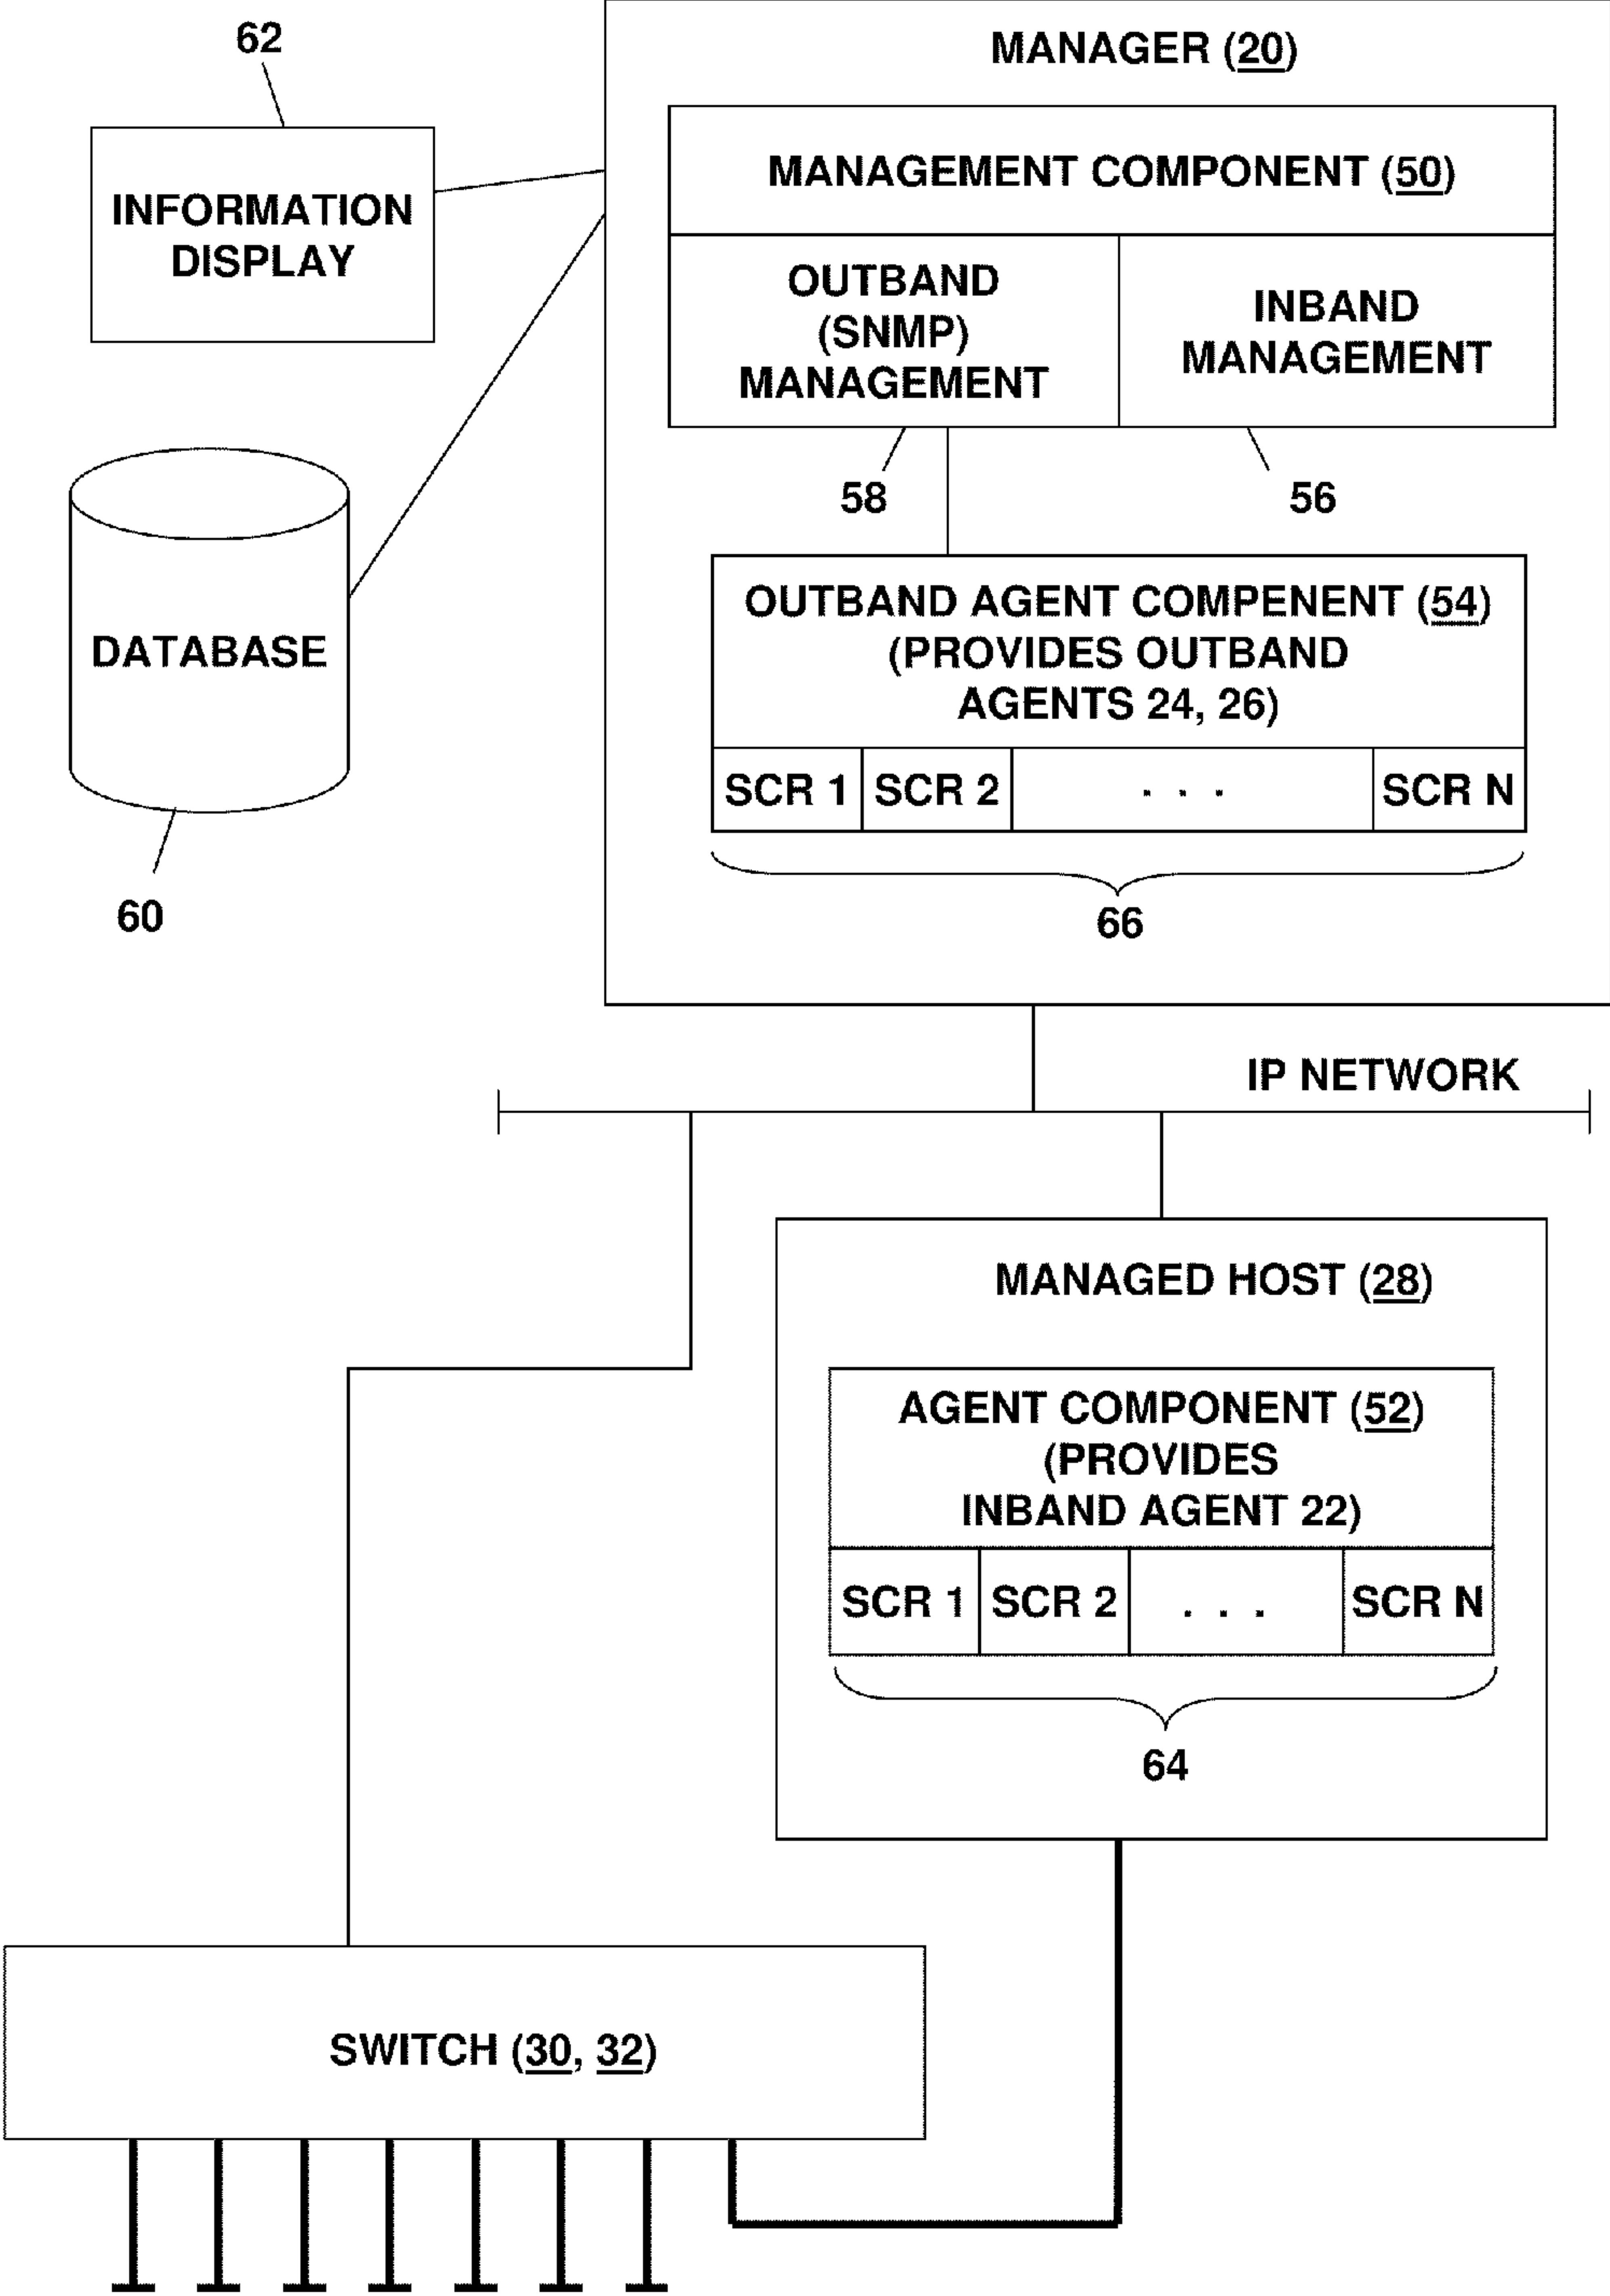 62
MANAGER (20)
INFORMATION
DISPLAY
MANAGEMENT COMPONENT (50)
OUTBAND
(SNMP)
MANAGEMENT
INBAND
MANAGEMENT
58
56
DATABASE
60
OUTBAND AGENT COMPENENT (54)
(PROVIDES OUTBAND
AGENTS 24, 26)
SCR 1
SCR 2
. . .
SCR N
66
IP NETWORK
MANAGED HOST (28)
AGENT COMPONENT (52)
(PROVIDES
INBAND AGENT 22)
SCR 1
SCR 2
. . .
SCR N
64
SWITCH (30, 32)